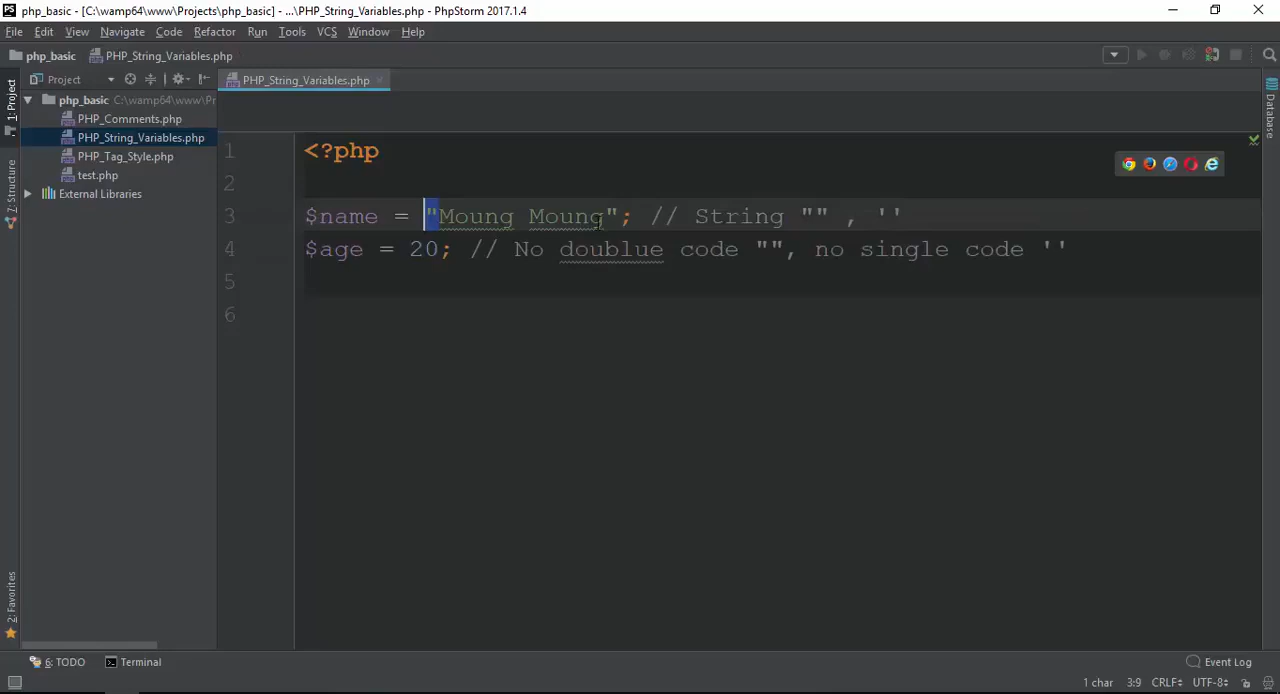 php_basic - [C:\wamp64\www\Projects\php_basic] - ...\PHP_String_Variables.php - PhpStorm 2017.1.4
File Edit View Navigate Code Refactor Run Tools VCS Window Help
php_basic PHP_String_Variables.php
Project PHP_String_Variables.php
1: Project
php_basic C:\wamp64\www\Pr
PHP_Comments.php
PHP_String_Variables.php
PHP_Tag_Style.php
test.php
External Libraries
Z: Structure
2: Favorites
Database
1 <?php
2
3 $name = "Moung Moung"; // String "" , ''
4 $age = 20; // No doublue code "", no single code ''
5
6
6: TODO Terminal Event Log
1 char 3:9 CRLF UTF-8